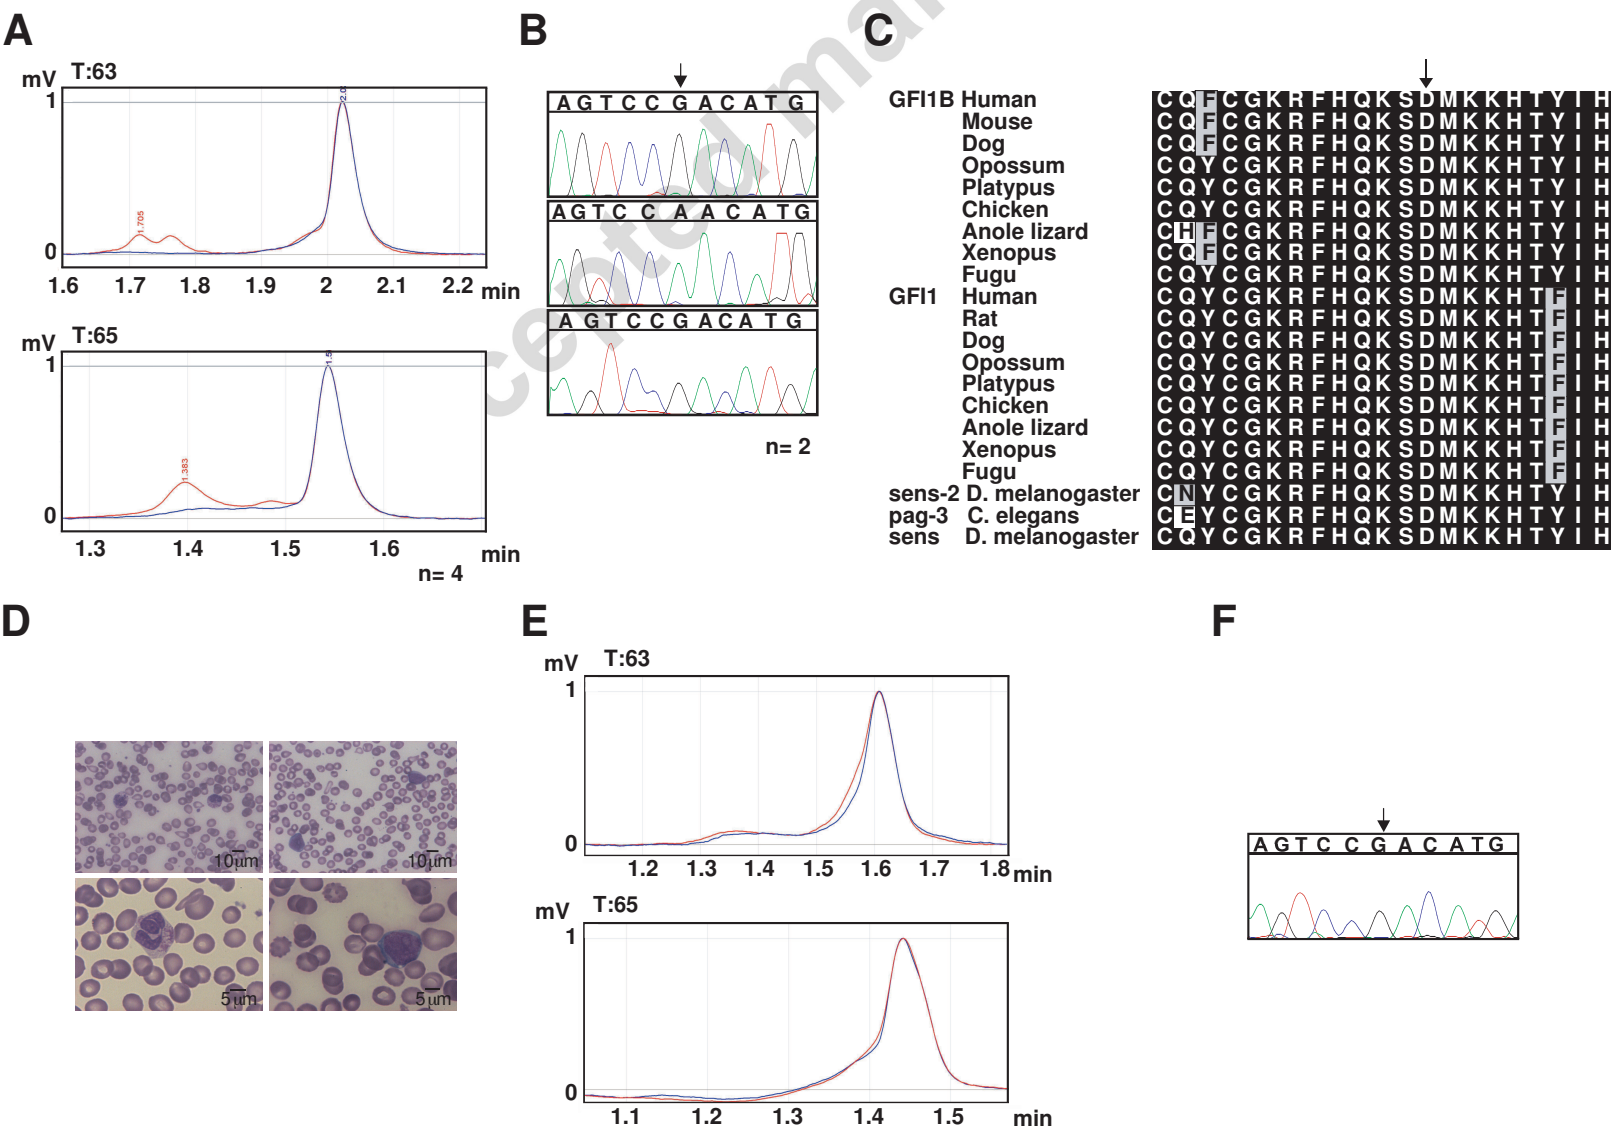 A
mV T:63
1
2.0
1.705
0
1.6 1.7 1.8 1.9 2 2.1 2.2 min
mV T:65
1
1.5
1.383
0
1.3 1.4 1.5 1.6 min
n= 4
B
A G T C C G A C A T G
A G T C C A A C A T G
A G T C C G A C A T G
n= 2
cepted mai
C
GFI1B Human C Q F C G K R F H Q K S D M K K H T Y I H
Mouse C Q F C G K R F H Q K S D M K K H T Y I H
Dog C Q F C G K R F H Q K S D M K K H T Y I H
Opossum C Q Y C G K R F H Q K S D M K K H T Y I H
Platypus C Q Y C G K R F H Q K S D M K K H T Y I H
Chicken C Q Y C G K R F H Q K S D M K K H T Y I H
Anole lizard C H F C G K R F H Q K S D M K K H T Y I H
Xenopus C Q F C G K R F H Q K S D M K K H T Y I H
Fugu C Q Y C G K R F H Q K S D M K K H T Y I H
GFI1 Human C Q Y C G K R F H Q K S D M K K H T F I H
Rat C Q Y C G K R F H Q K S D M K K H T F I H
Dog C Q Y C G K R F H Q K S D M K K H T F I H
Opossum C Q Y C G K R F H Q K S D M K K H T F I H
Platypus C Q Y C G K R F H Q K S D M K K H T F I H
Chicken C Q Y C G K R F H Q K S D M K K H T F I H
Anole lizard C Q Y C G K R F H Q K S D M K K H T F I H
Xenopus C Q Y C G K R F H Q K S D M K K H T F I H
Fugu C Q Y C G K R F H Q K S D M K K H T F I H
sens-2 D. melanogaster C N Y C G K R F H Q K S D M K K H T Y I H
pag-3 C. elegans C E Y C G K R F H Q K S D M K K H T Y I H
sens D. melanogaster C Q Y C G K R F H Q K S D M K K H T Y I H
D
10µm 10µm
5µm 5µm
E
mV T:63
1
0
1.2 1.3 1.4 1.5 1.6 1.7 1.8 min
mV T:65
1
0
1.1 1.2 1.3 1.4 1.5 min
F
A G T C C G A C A T G